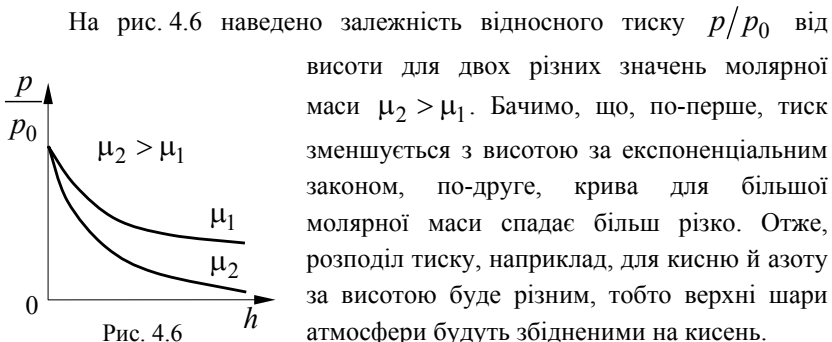 На рис. 4.6 наведено залежність відносного тиску p/p₀ від
висоти для двох різних значень молярної
маси μ₂ > μ₁. Бачимо, що, по-перше, тиск
зменшується з висотою за експоненціальним
законом, по-друге, крива для більшої
молярної маси спадає більш різко. Отже,
розподіл тиску, наприклад, для кисню й азоту
за висотою буде різним, тобто верхні шари
атмосфери будуть збідненими на кисень.
p
p₀
μ₂ > μ₁
μ₁
μ₂
0
h
Рис. 4.6